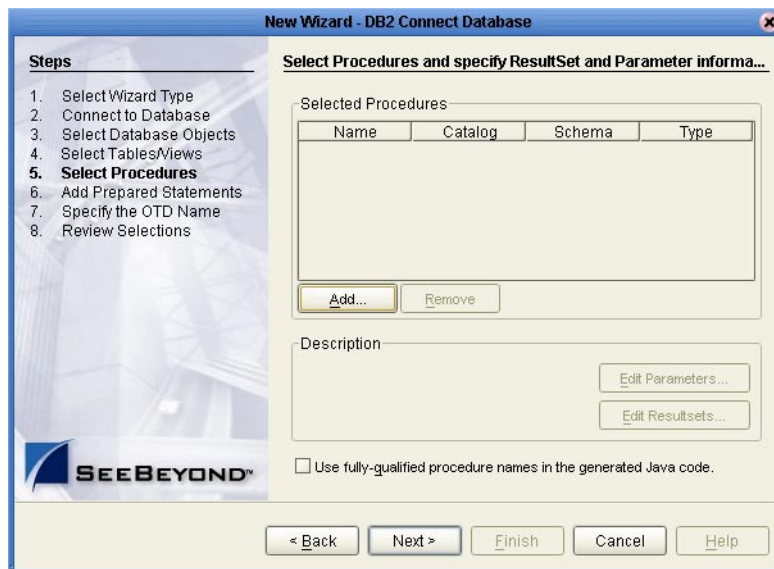 New Wizard - DB2 Connect Database
Steps
1. Select Wizard Type
2. Connect to Database
3. Select Database Objects
4. Select Tables/Views
5. Select Procedures
6. Add Prepared Statements
7. Specify the OTD Name
8. Review Selections
SEEBEYOND™
Select Procedures and specify ResultSet and Parameter informa...
Selected Procedures
Name Catalog Schema Type
Add... Remove
Description
Edit Parameters...
Edit Resultsets...
Use fully-qualified procedure names in the generated Java code.
< Back Next > Finish Cancel Help